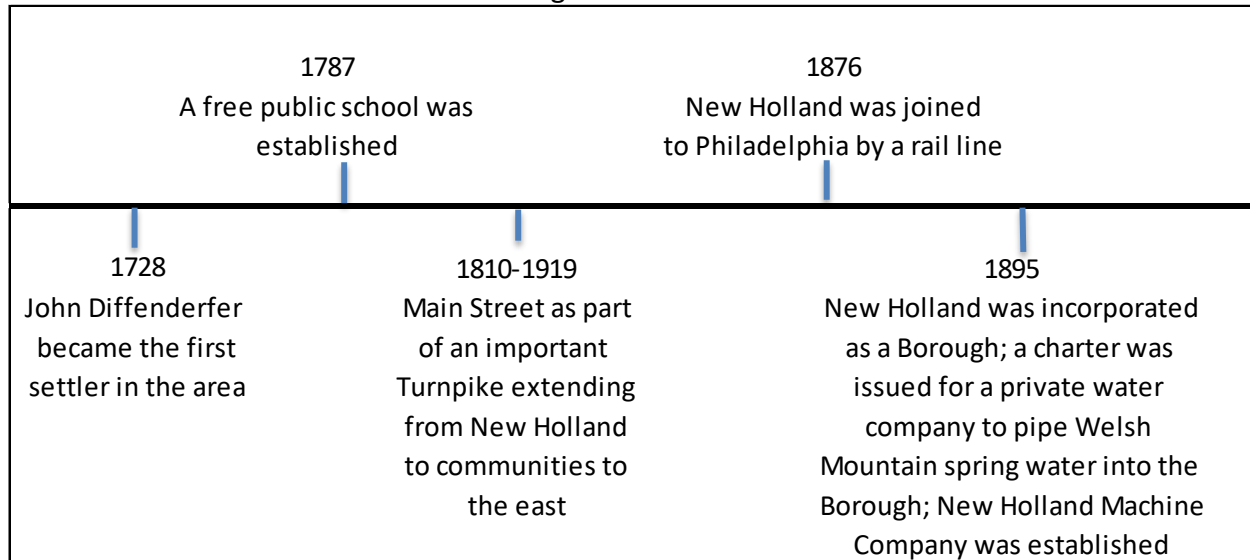 1787
A free public school was
established
1876
New Holland was joined
to Philadelphia by a rail line
1728
John Diffenderfer
became the first
settler in the area
1810-1919
Main Street as part
of an important
Turnpike extending
from New Holland
to communities to
the east
1895
New Holland was incorporated
as a Borough; a charter was
issued for a private water
company to pipe Welsh
Mountain spring water into the
Borough; New Holland Machine
Company was established